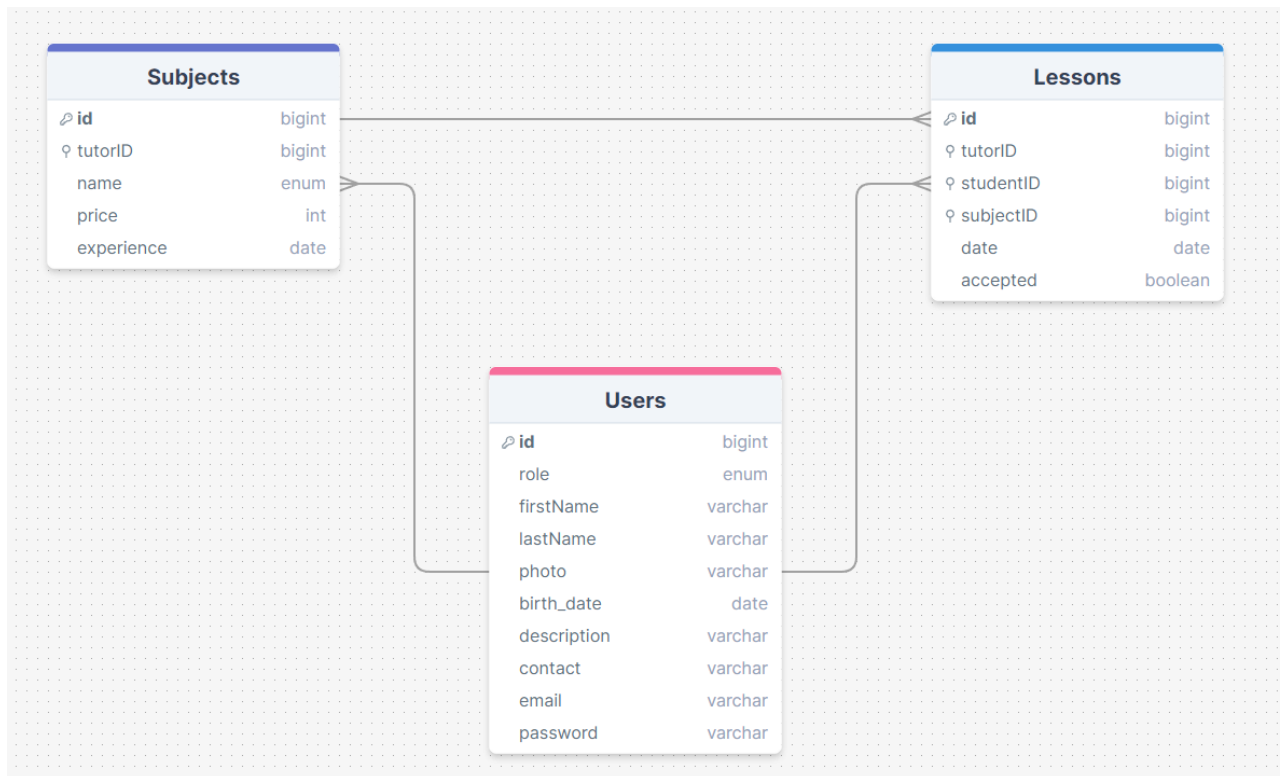 Subjects
id bigint
tutorID bigint
name enum
price int
experience date
Lessons
id bigint
tutorID bigint
studentID bigint
subjectID bigint
date date
accepted boolean
Users
id bigint
role enum
firstName varchar
lastName varchar
photo varchar
birth_date date
description varchar
contact varchar
email varchar
password varchar